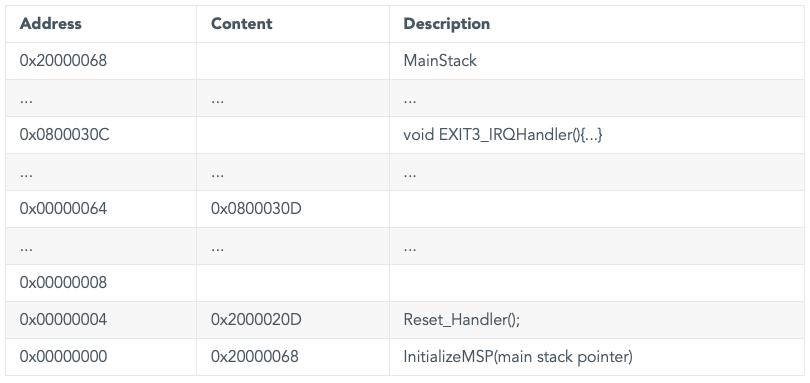 Address Content Description
0x20000068 MainStack
... ... ...
0x0800030C void EXIT3_IRQHandler(){...}
... ... ...
0x00000064 0x0800030D
... ... ...
0x00000008
0x00000004 0x2000020D Reset_Handler();
0x00000000 0x20000068 InitializeMSP(main stack pointer)